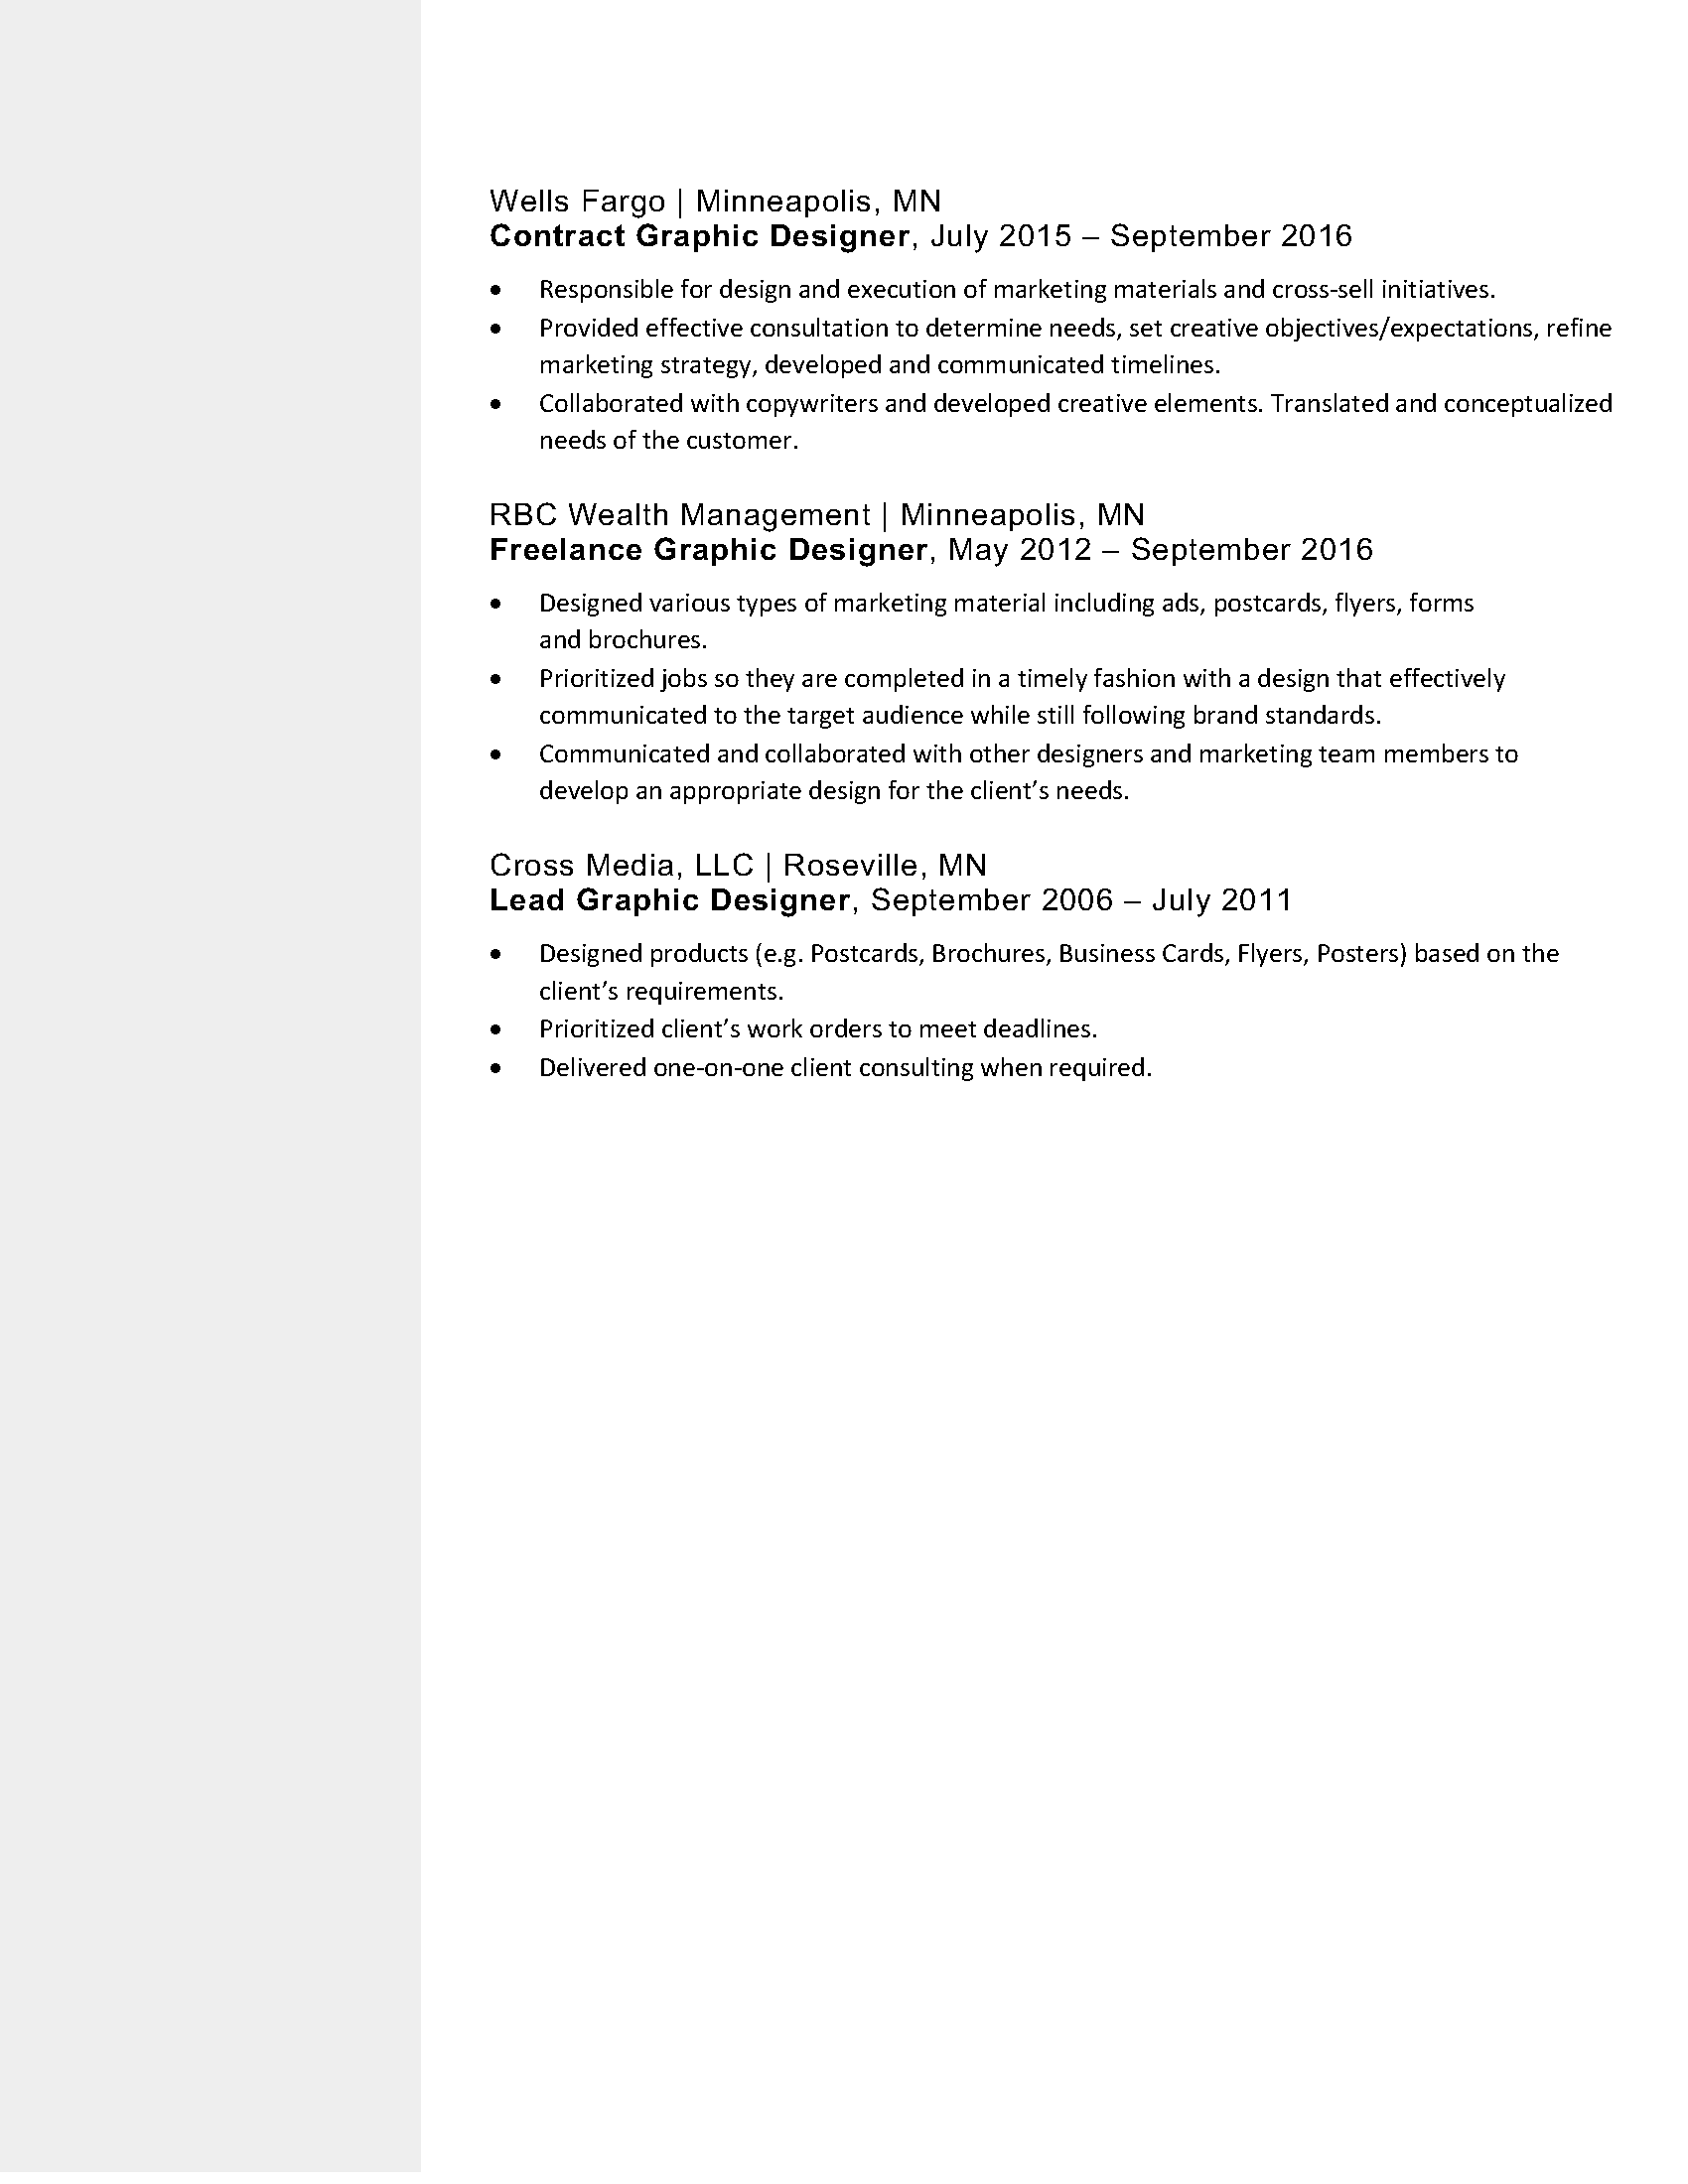 Wells Fargo | Minneapolis, MN
Contract Graphic Designer, July 2015 – September 2016
• Responsible for design and execution of marketing materials and cross-sell initiatives.
• Provided effective consultation to determine needs, set creative objectives/expectations, refine
marketing strategy, developed and communicated timelines.
• Collaborated with copywriters and developed creative elements. Translated and conceptualized
needs of the customer.
RBC Wealth Management | Minneapolis, MN
Freelance Graphic Designer, May 2012 – September 2016
• Designed various types of marketing material including ads, postcards, flyers, forms
and brochures.
• Prioritized jobs so they are completed in a timely fashion with a design that effectively
communicated to the target audience while still following brand standards.
• Communicated and collaborated with other designers and marketing team members to
develop an appropriate design for the client’s needs.
Cross Media, LLC | Roseville, MN
Lead Graphic Designer, September 2006 – July 2011
• Designed products (e.g. Postcards, Brochures, Business Cards, Flyers, Posters) based on the
client’s requirements.
• Prioritized client’s work orders to meet deadlines.
• Delivered one-on-one client consulting when required.